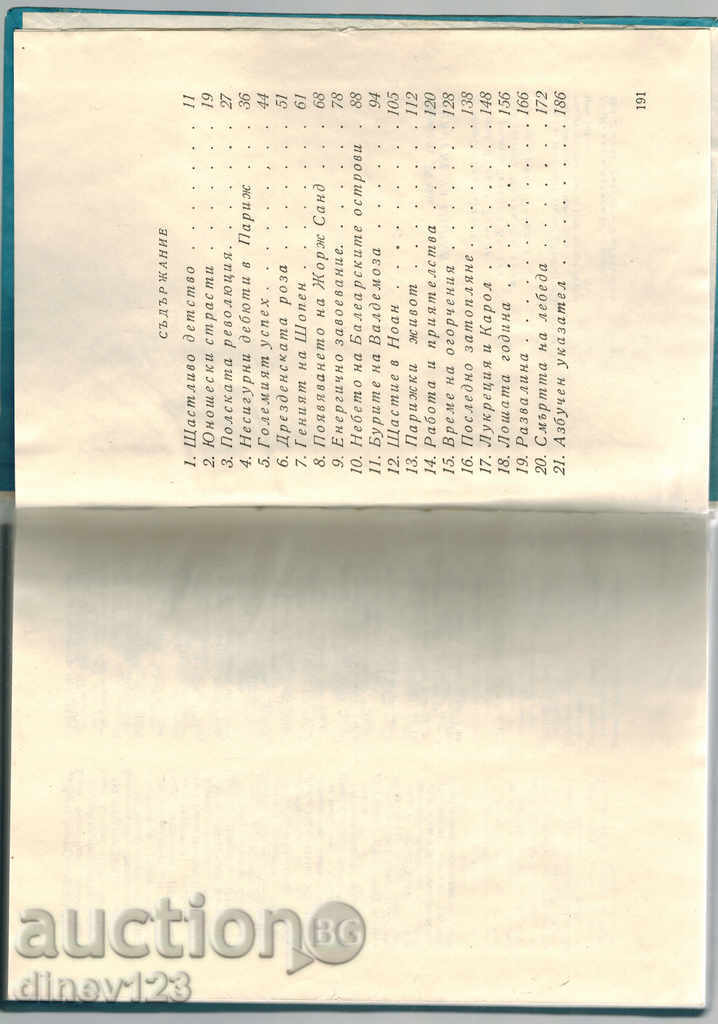 СЪДЪРЖАНИЕ
1. Щастливо детство . . . . . . . 11
2. Юношески страсти . . . . . . . 19
3. Полската революция . . . . . . . 27
4. Несигурни дебюти в Париж . . . 36
5. Големият успех . . . . . . . . 44
6. Дрезденската роза . . . . . . 51
7. Геният на Шопен . . . . . . . 61
8. Появяването на Жорж Санд . . . 68
9. Енергично завоевание . . . . . . 78
10. Небето на Балеарските острови . . 88
11. Бурите на Валдемоза . . . . . . 94
12. Щастие в Ноан . . . . . . . . 105
13. Парижки живот . . . . . . . . 112
14. Работа и приятелства . . . . . 120
15. Време на огорчения . . . . . . 128
16. Последно затопляне . . . . . . 138
17. Лукреция и Карол . . . . . . . 148
18. Лошата година . . . . . . . . 156
19. Развалина . . . . . . . . . . 166
20. Смъртта на лебеда . . . . . . 172
21. Азбучен указател . . . . . . . 186
191
auction BG
dinev123